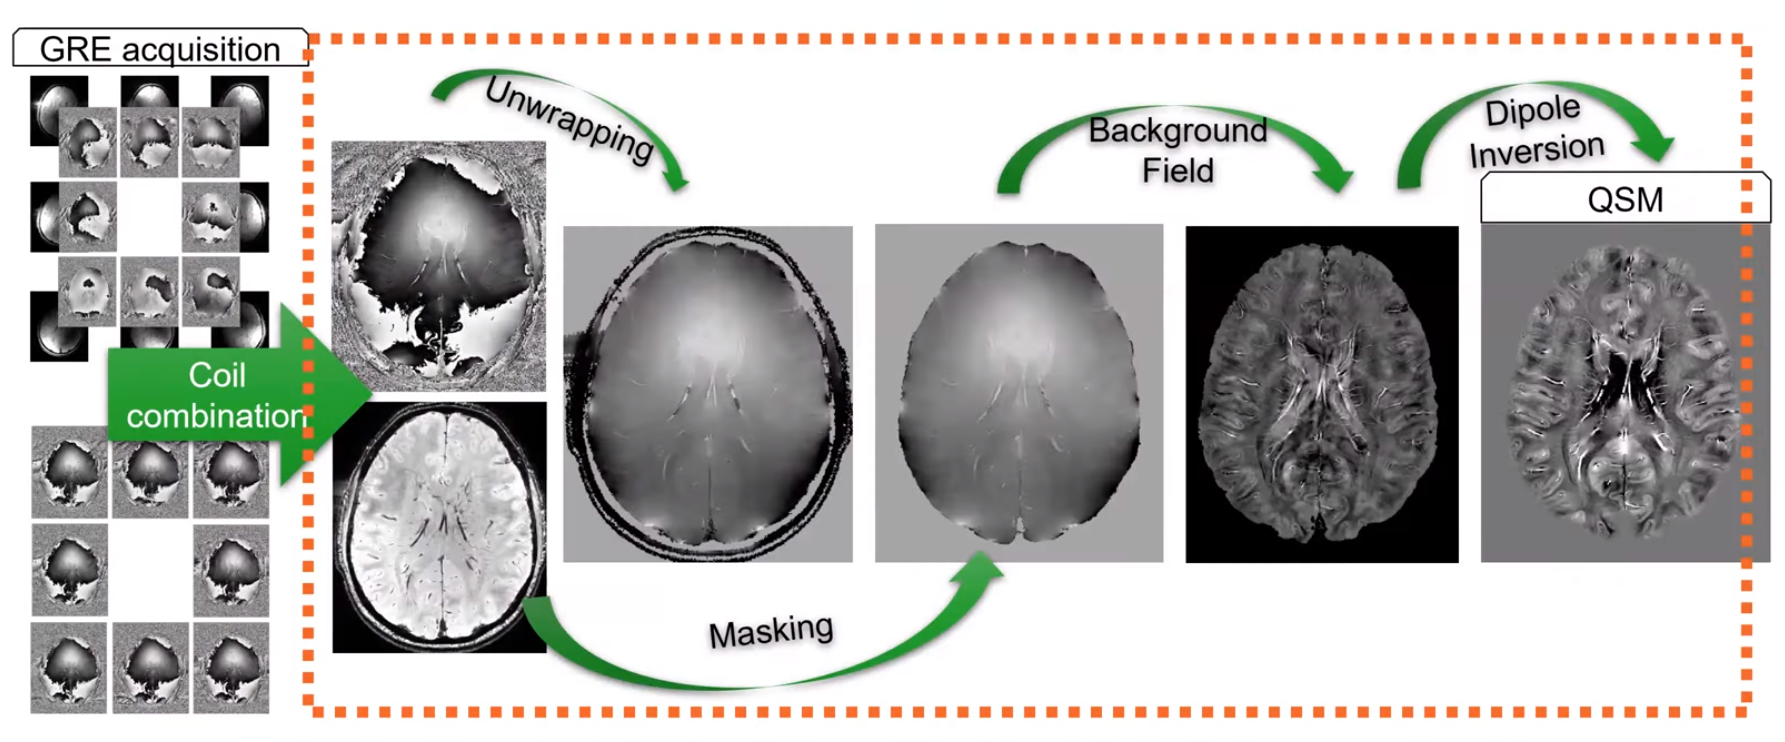 GRE acquisition
Coil
combination
Unwrapping
Masking
Background
Field
Dipole
Inversion
QSM